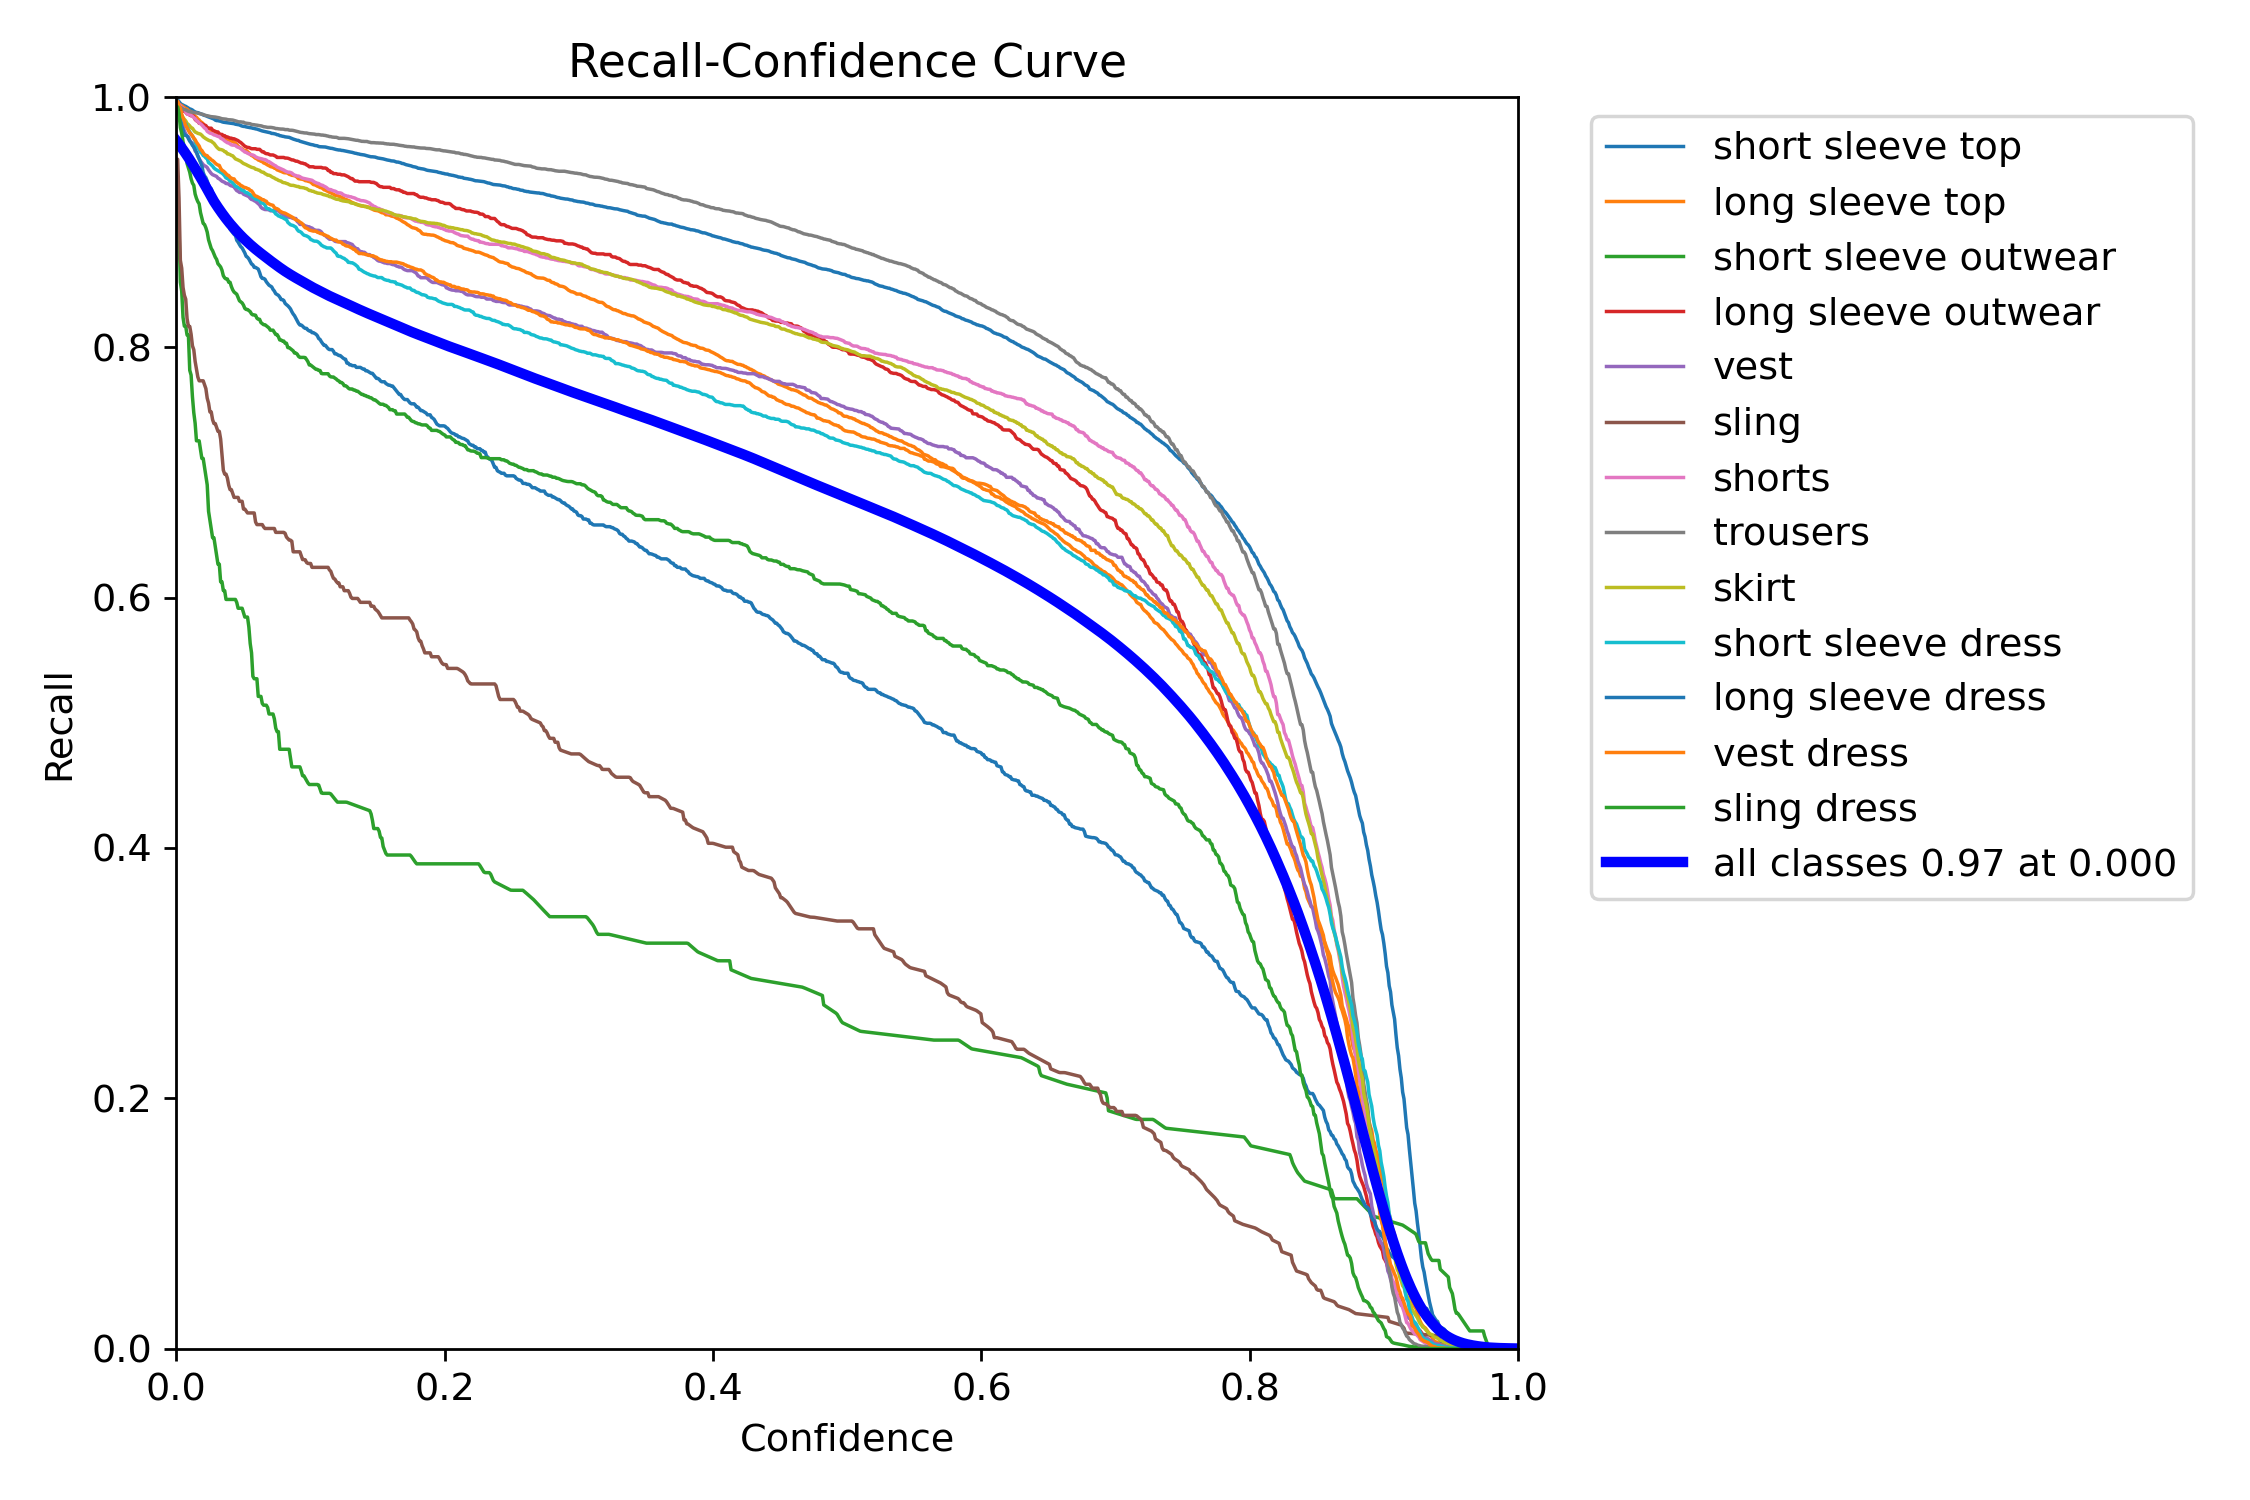 Recall-Confidence Curve
1.0
0.8
0.6
0.4
0.2
0.0
Recall
0.0 0.2 0.4 0.6 0.8 1.0
Confidence
short sleeve top
long sleeve top
short sleeve outwear
long sleeve outwear
vest
sling
shorts
trousers
skirt
short sleeve dress
long sleeve dress
vest dress
sling dress
all classes 0.97 at 0.000